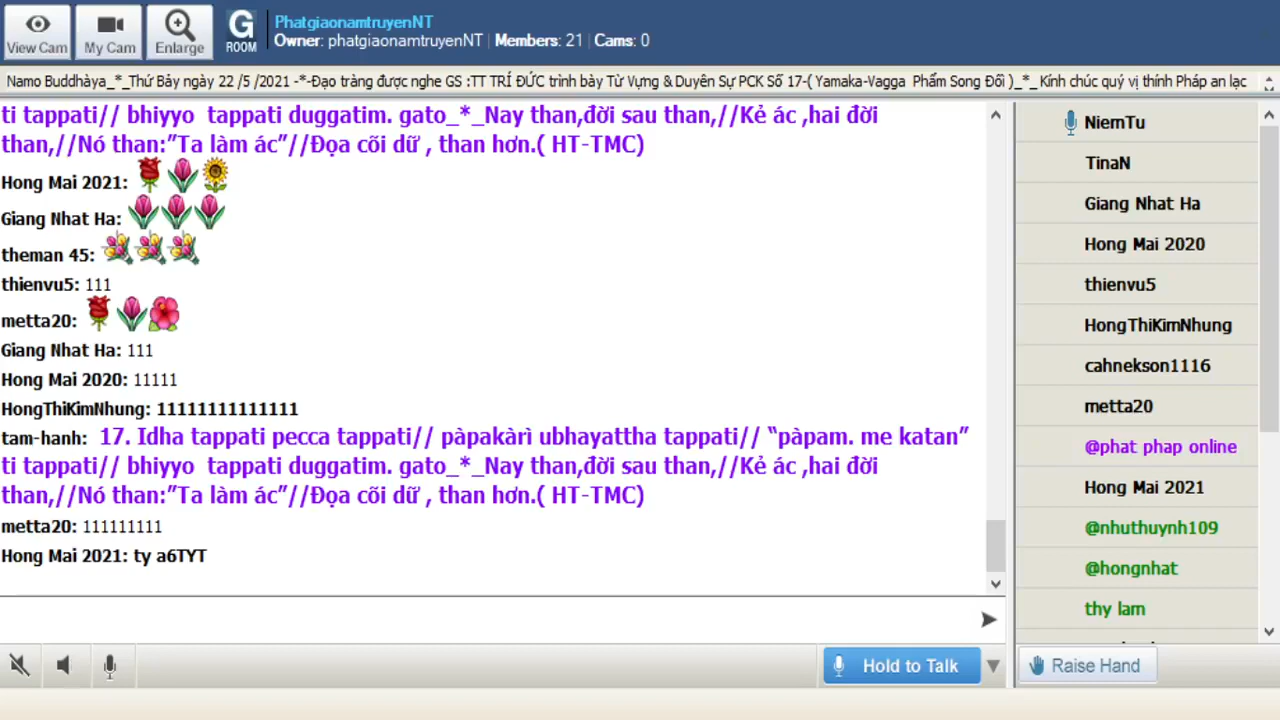 View Cam
My Cam
Enlarge
G
ROOM
PhatgiaonamtruyenNT
Owner: phatgiaonamtruyenNT | Members: 21 | Cams: 0
Namo Buddhàya_*_Thứ Bảy ngày 22 /5 /2021 -*-Đạo tràng được nghe GS :TT TRÍ ĐỨC trình bày Từ Vựng & Duyên Sự PCK Số 17-( Yamaka-Vagga Phẩm Song Đối )_*_ Kính chúc quý vị thính Pháp an lạc
ti tappati// bhiyyo tappati duggatim. gato_*_Nay than,đời sau than,//Kẻ ác ,hai đời
than,//Nó than:”Ta làm ác”//Đọa cõi dữ , than hơn.( HT-TMC)
Hong Mai 2021:
Giang Nhat Ha:
theman 45:
thienvu5: 111
metta20:
Giang Nhat Ha: 111
Hong Mai 2020: 11111
HongThiKimNhung: 11111111111111
tam-hanh: 17. Idha tappati pecca tappati// pàpakàrì ubhayattha tappati// “pàpam. me katan”
ti tappati// bhiyyo tappati duggatim. gato_*_Nay than,đời sau than,//Kẻ ác ,hai đời
than,//Nó than:”Ta làm ác”//Đọa cõi dữ , than hơn.( HT-TMC)
metta20: 111111111
Hong Mai 2021: ty a6TYT
Hold to Talk
NiemTu
TinaN
Giang Nhat Ha
Hong Mai 2020
thienvu5
HongThiKimNhung
cahnekson1116
metta20
@phat phap online
Hong Mai 2021
@nhuthuynh109
@hongnhat
thy lam
Raise Hand